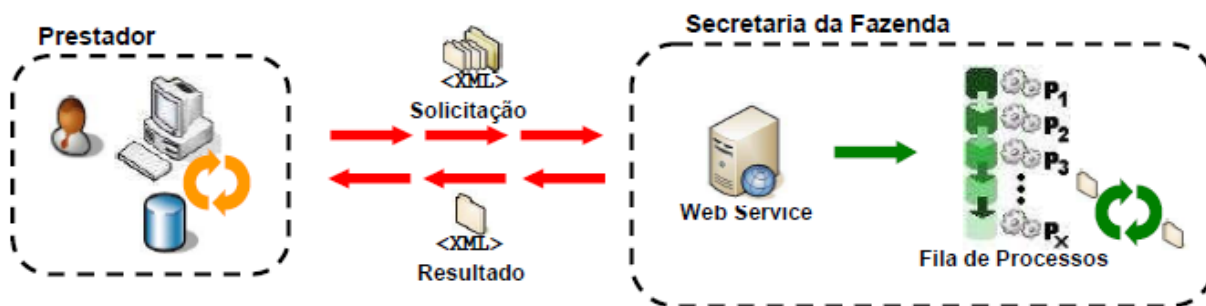 Prestador
<XML>
Solicitação
<XML>
Resultado
Secretaria da Fazenda
Web Service
P1
P2
P3
Px
Fila de Processos